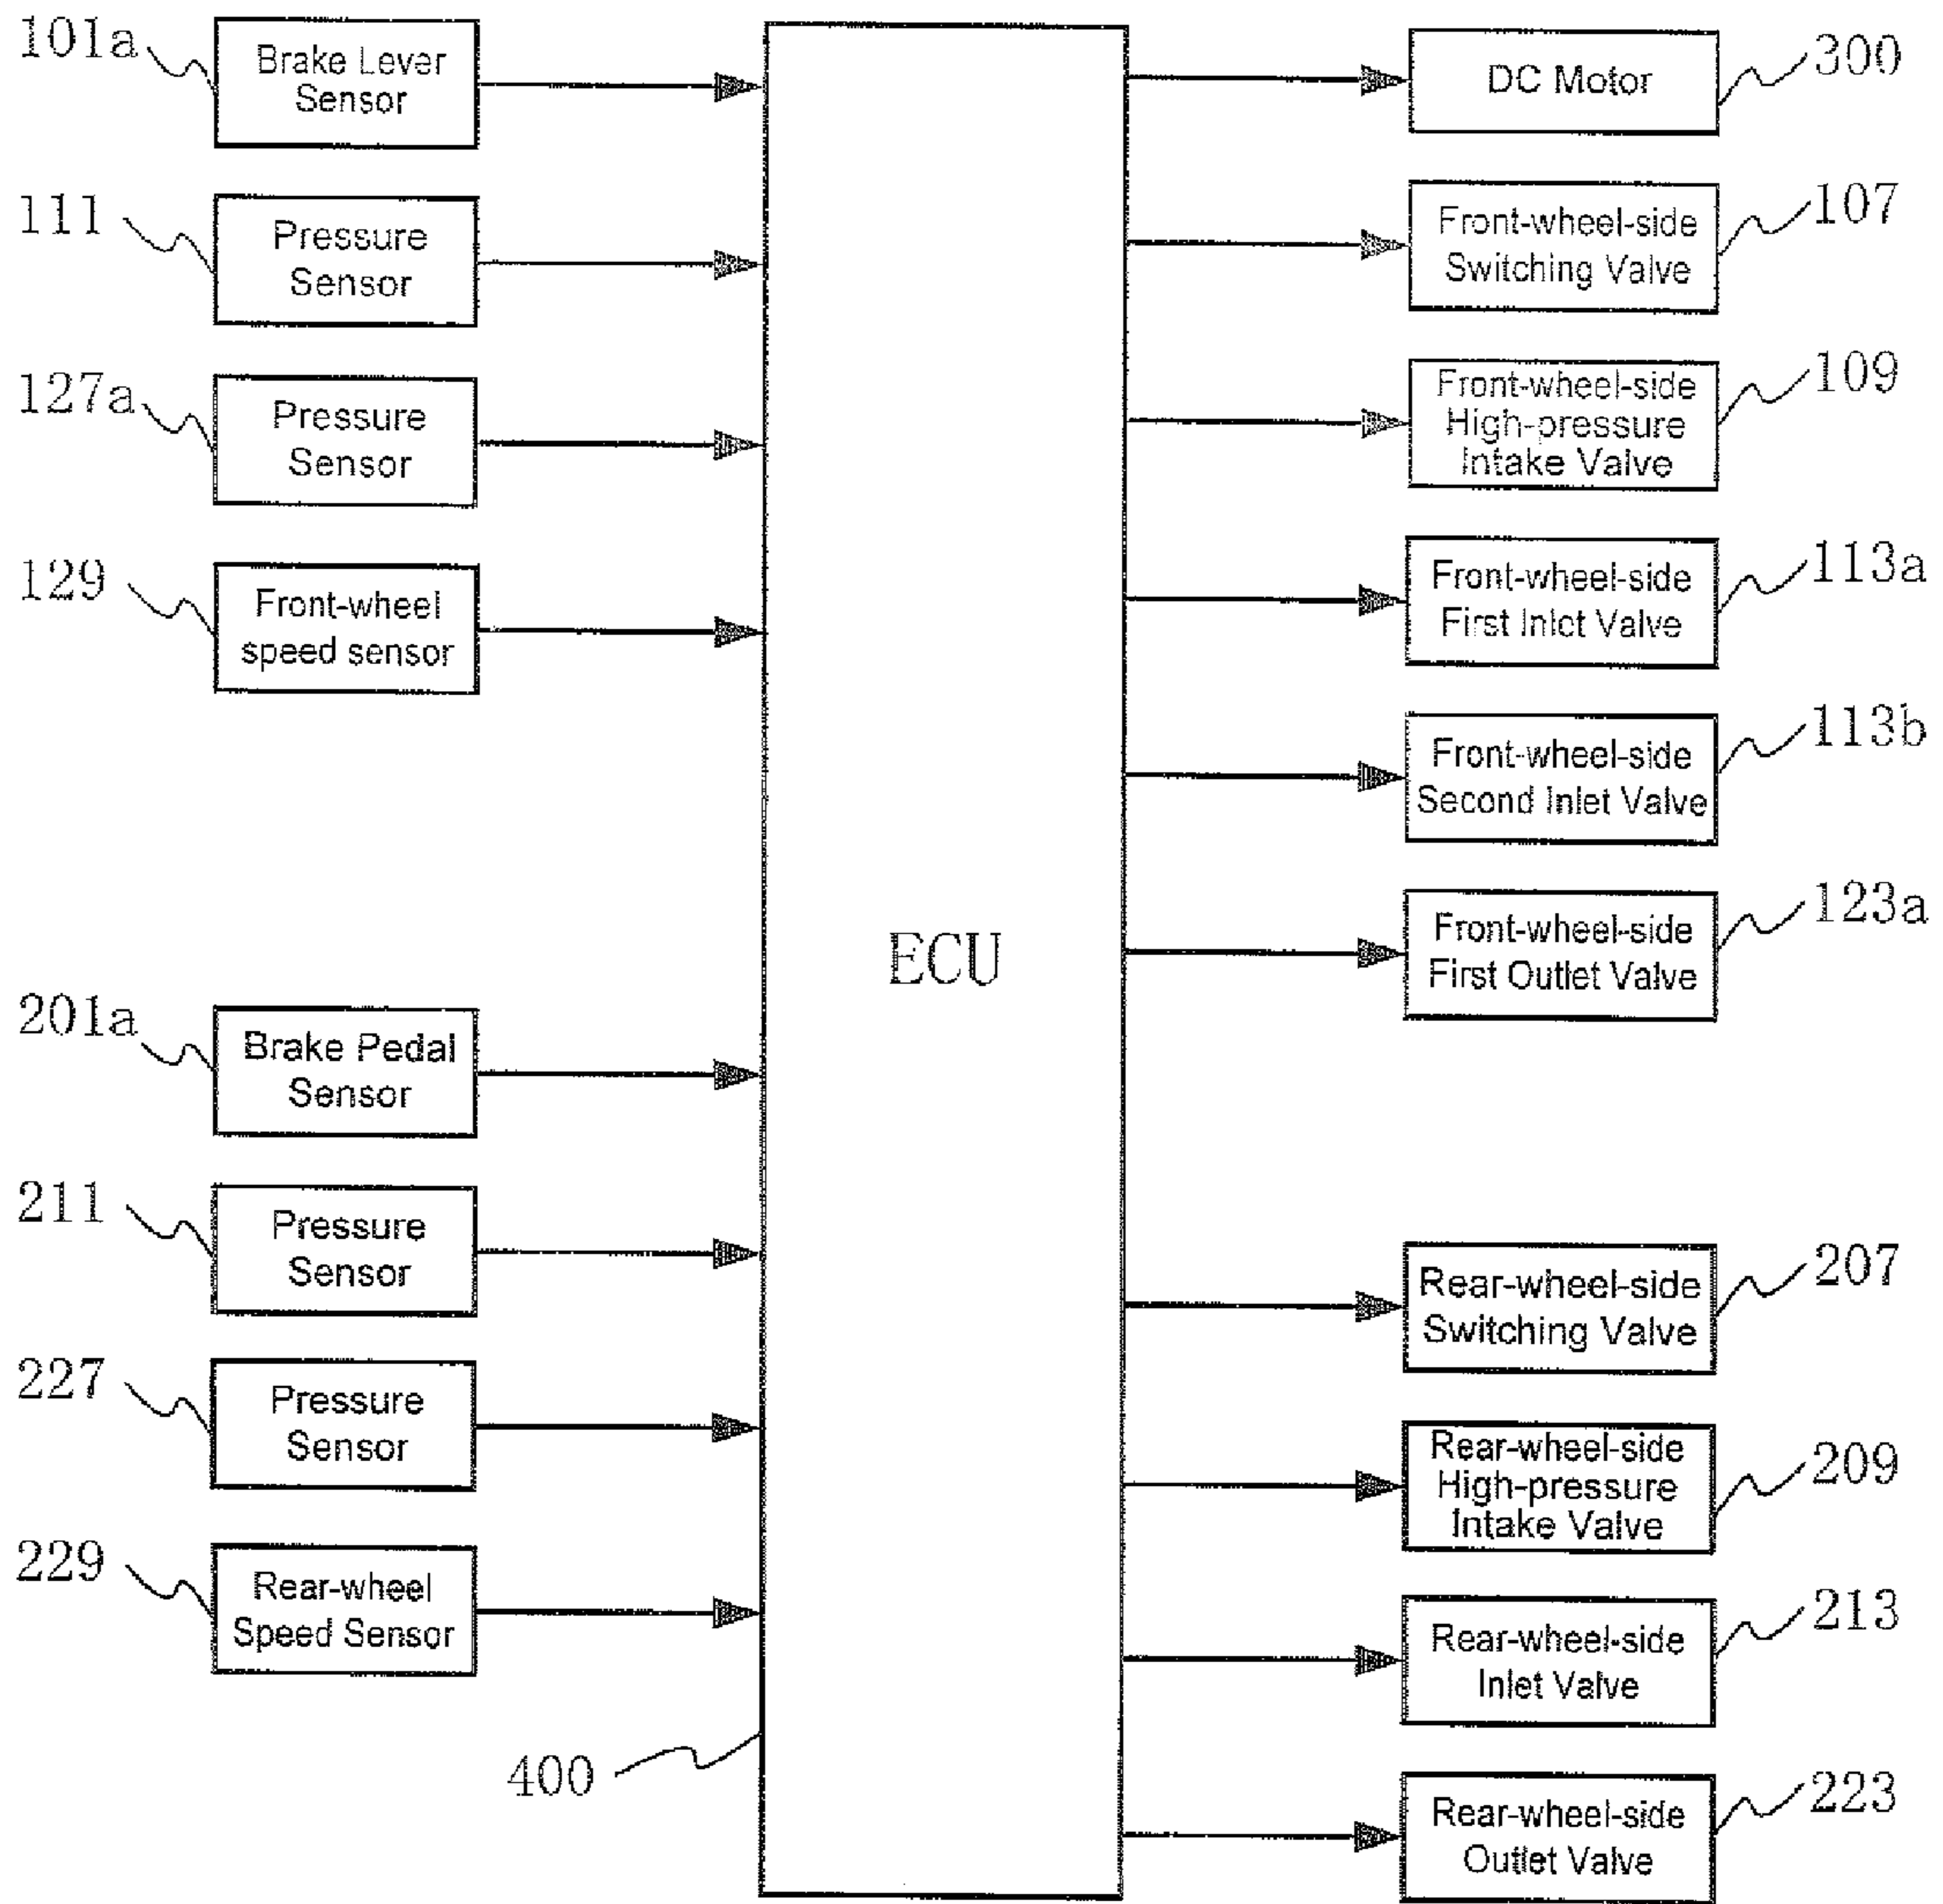 101a
Brake Lever
Sensor
111
Pressure
Sensor
127a
Pressure
Sensor
129
Front-wheel
speed sensor
201a
Brake Pedal
Sensor
211
Pressure
Sensor
227
Pressure
Sensor
229
Rear-wheel
Speed Sensor
ECU
400
DC Motor
300
Front-wheel-side
Switching Valve
107
Front-wheel-side
High-pressure
Intake Valve
109
Front-wheel-side
First Inlet Valve
113a
Front-wheel-side
Second Inlet Valve
113b
Front-wheel-side
First Outlet Valve
123a
Rear-wheel-side
Switching Valve
207
Rear-wheel-side
High-pressure
Intake Valve
209
Rear-wheel-side
Inlet Valve
213
Rear-wheel-side
Outlet Valve
223